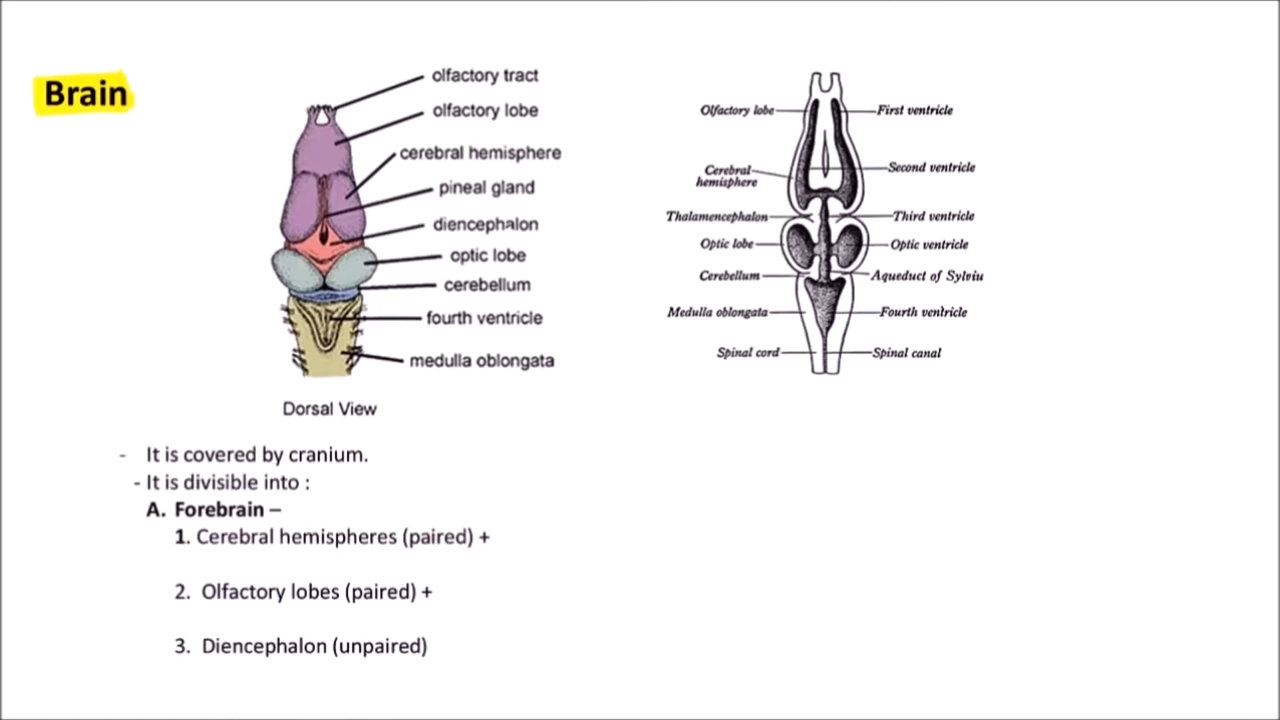 Brain
olfactory tract
olfactory lobe
cerebral hemisphere
pineal gland
diencephalon
optic lobe
cerebellum
fourth ventricle
medulla oblongata
Dorsal View
Olfactory lobe
Cerebral
hemisphere
Thalamencephalon
Optic lobe
Cerebellum
Medulla oblongata
Spinal cord
First ventricle
Second ventricle
Third ventricle
Optic ventricle
Aqueduct of Sylviu
Fourth ventricle
Spinal canal
- It is covered by cranium.
- It is divisible into :
A. Forebrain –
1. Cerebral hemispheres (paired) +
2. Olfactory lobes (paired) +
3. Diencephalon (unpaired)